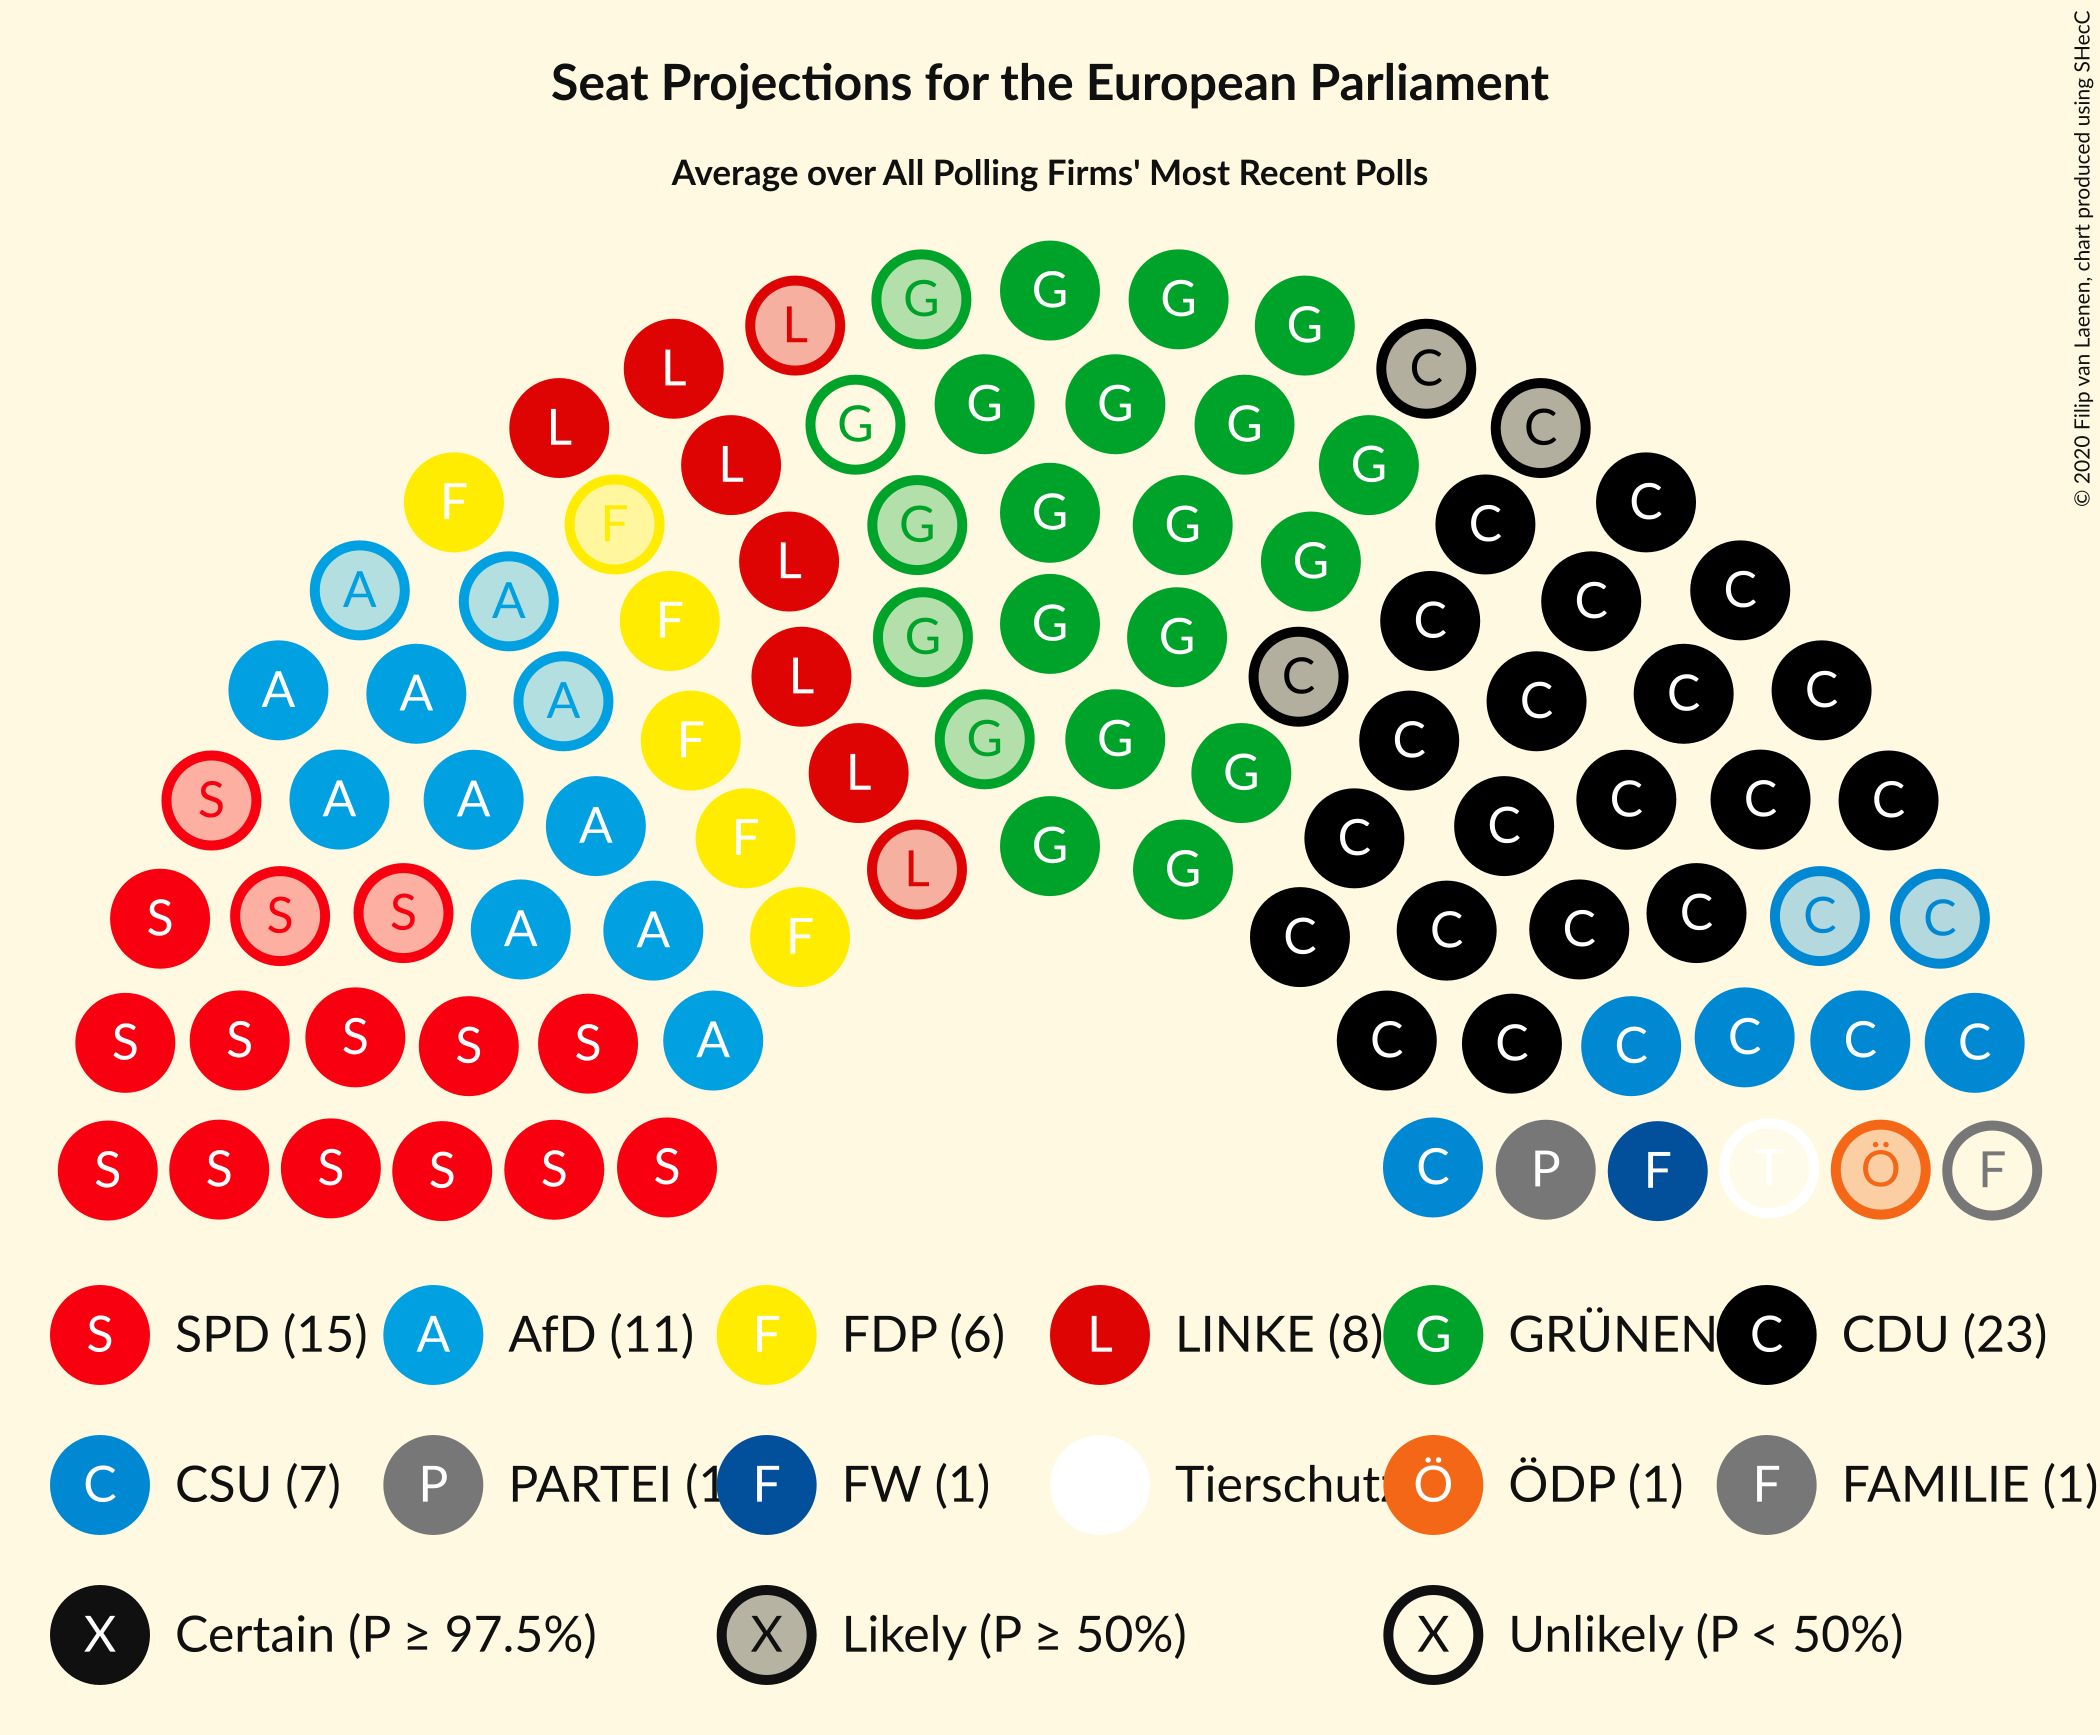 Seat Projections for the European Parliament
Average over All Polling Firms' Most Recent Polls
© 2020 Filip van Laenen, chart produced using SHecC
G G G G
L C
L G G G G C
L G C
F L G G G G C C
F L G C
A A F L G G G C C C
A A A F L G G G C C C C
S A A A F L G G C C C C C
S S S A A F C C C C C C
S S S S S A C C C C C C
S S S S S S C P F T Ö F
S SPD (15) A AfD (11) F FDP (6) L LINKE (8) G GRÜNEN C CDU (23)
C CSU (7) P PARTEI (1 F FW (1) Tierschutz Ö ÖDP (1) F FAMILIE (1)
X Certain (P ≥ 97.5%) X Likely (P ≥ 50%) X Unlikely (P < 50%)